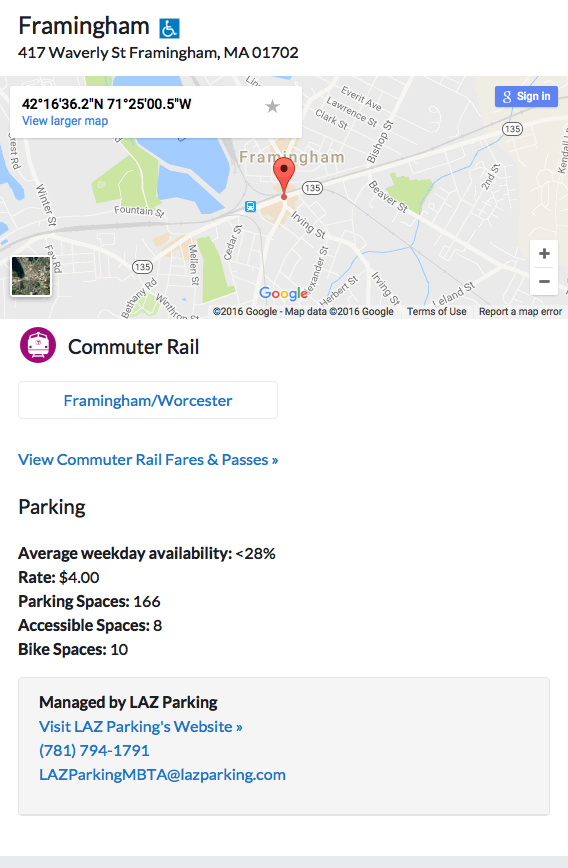 Framingham
417 Waverly St Framingham, MA 01702
42°16'36.2"N 71°25'00.5"W
View larger map
Sign in
Everit Ave
Lawrence St
Clark St
Bishop St
135
Framingham
135
Winter St
Fountain St
Beaver St
2nd St
Irving St
Cedar St
135
Mellen St
Bethany Rd
Herbert St
Irving St
Leland St
Google
©2016 Google - Map data ©2016 Google Terms of Use Report a map error
Commuter Rail
Framingham/Worcester
View Commuter Rail Fares & Passes »
Parking
Average weekday availability: <28%
Rate: $4.00
Parking Spaces: 166
Accessible Spaces: 8
Bike Spaces: 10
Managed by LAZ Parking
Visit LAZ Parking's Website »
(781) 794-1791
LAZParkingMBTA@lazparking.com